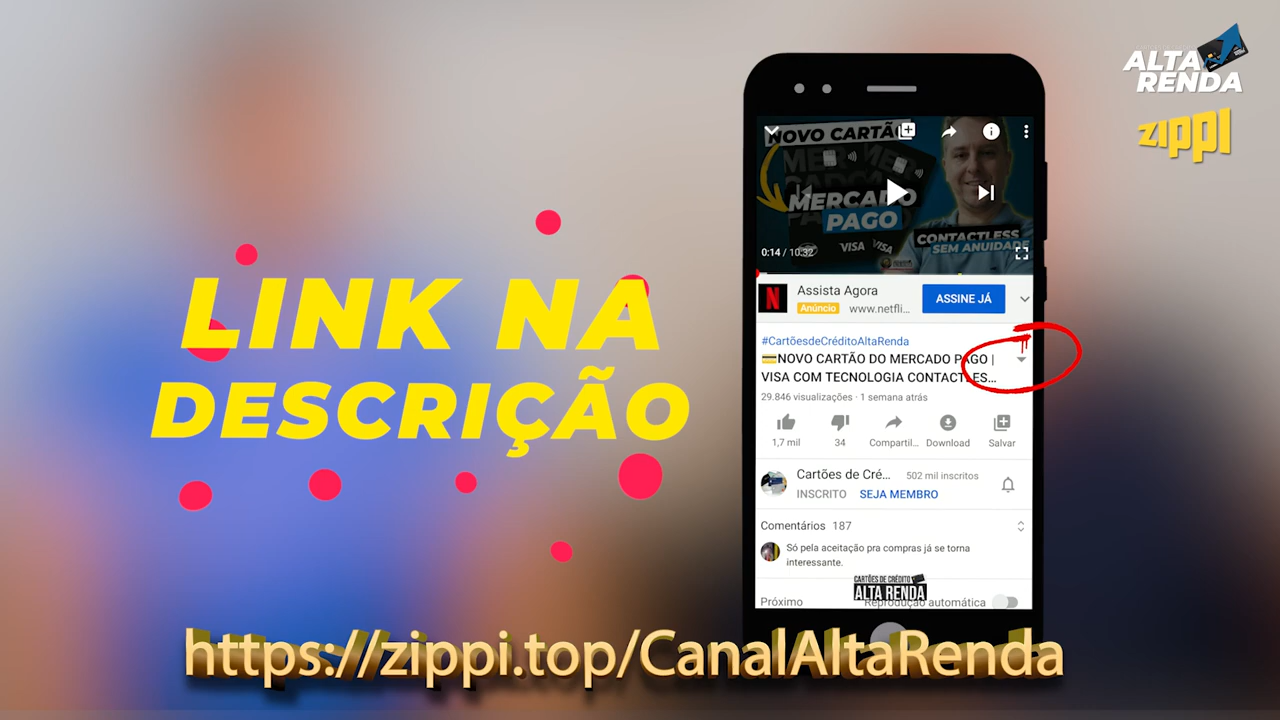 ALTA
RENDA
zippi
LINK NA
DESCRIÇÃO
NOVO CARTÃO
MERCADO
PAGO
VISA
VISA
CONTACTLESS
SEM ANUIDADE
0:14 / 10:32
N
Assista Agora
Anúncio www.netfli...
ASSINE JÁ
#CartõesdeCréditoAltaRenda
💳NOVO CARTÃO DO MERCADO PAGO |
VISA COM TECNOLOGIA CONTACTLES...
29.846 visualizações · 1 semana atrás
1,7 mil 34 Compartil... Download Salvar
Cartões de Cré... 502 mil inscritos
INSCRITO SEJA MEMBRO
Comentários 187
Só pela aceitação pra compras já se torna
interessante.
CARTÕES DE CRÉDITO
ALTA RENDA
Próximo Reprodução automática
https://zippi.top/CanalAltaRenda